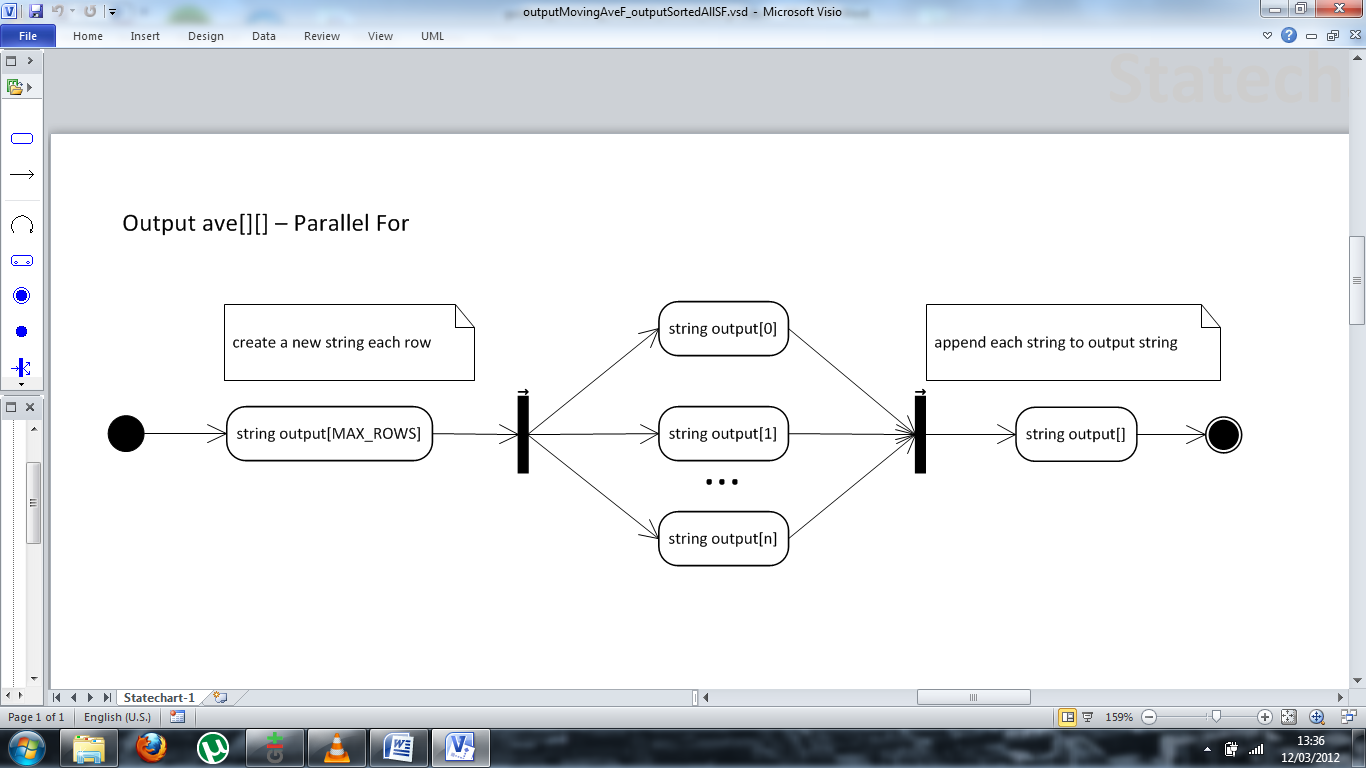 outputMovingAveF_outputSortedAllSF.vsd - Microsoft Visio
File Home Insert Design Data Review View UML
Statech
Output ave[][] – Parallel For
create a new string each row
string output[0]
append each string to output string
string output[MAX_ROWS]
string output[1]
string output[]
...
string output[n]
Statechart-1
Page 1 of 1 English (U.S.) 159%
13:36
12/03/2012